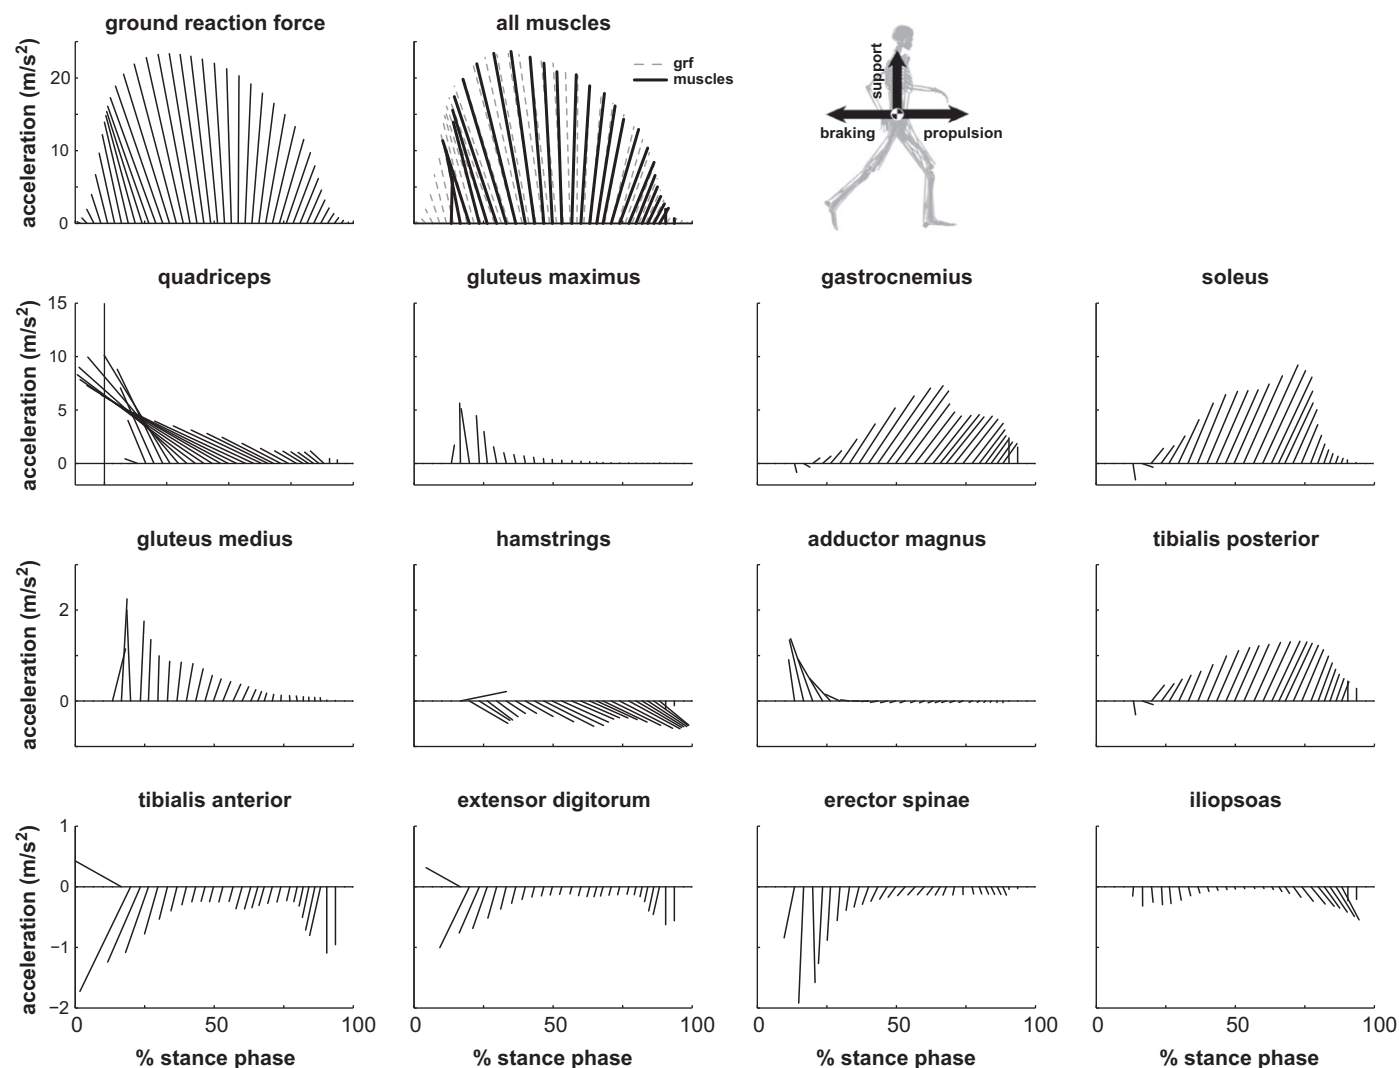 ground reaction force
all muscles
acceleration (m/s²)
20
10
0
grf
muscles
support
braking
propulsion
quadriceps
gluteus maximus
gastrocnemius
soleus
acceleration (m/s²)
15
10
5
0
gluteus medius
hamstrings
adductor magnus
tibialis posterior
acceleration (m/s²)
2
1
0
tibialis anterior
extensor digitorum
erector spinae
iliopsoas
acceleration (m/s²)
1
0
−1
−2
0 50 100
0 50 100
0 50 100
0 50 100
% stance phase
% stance phase
% stance phase
% stance phase